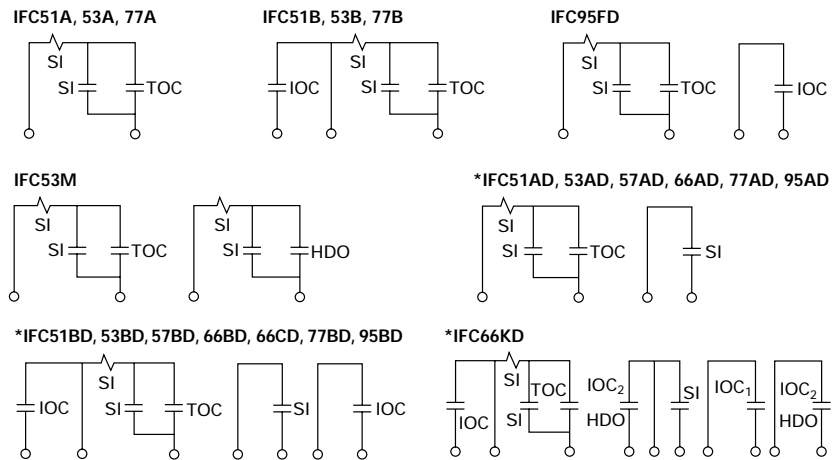 IFC51A, 53A, 77A
SI
SI
TOC
IFC51B, 53B, 77B
IOC
SI
SI
TOC
IFC95FD
SI
SI
TOC
IOC
IFC53M
SI
SI
TOC
SI
SI
HDO
*IFC51AD, 53AD, 57AD, 66AD, 77AD, 95AD
SI
SI
TOC
SI
*IFC51BD, 53BD, 57BD, 66BD, 66CD, 77BD, 95BD
IOC
SI
SI
TOC
SI
IOC
*IFC66KD
IOC
SI
TOC
SI
IOC₂
HDO
SI
IOC₁
IOC₂
HDO